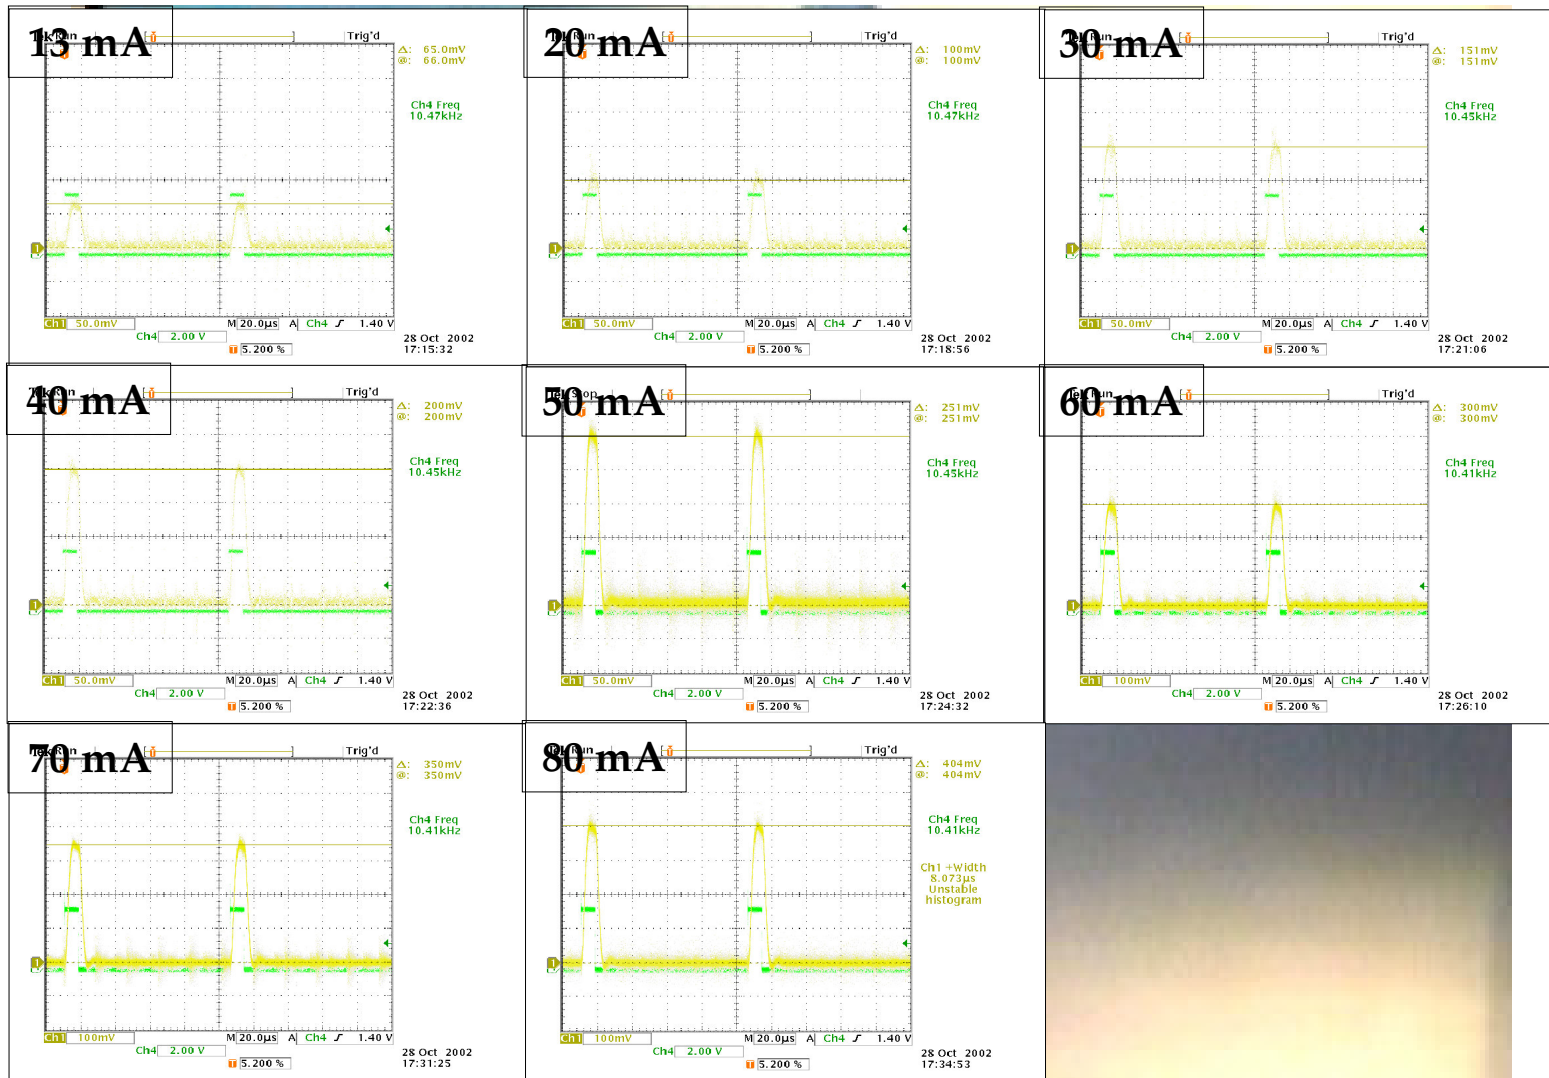 13 mA
Trig'd
Δ: 65.0mV
@: 66.0mV
Ch4 Freq
10.47kHz
1
Ch1 50.0mV M 20.0µs A Ch4 1.40 V
Ch4 2.00 V
28 Oct 2002
5.200 % 17:15:32
20 mA
Trig'd
Δ: 100mV
@: 100mV
Ch4 Freq
10.47kHz
1
Ch1 50.0mV M 20.0µs A Ch4 1.40 V
Ch4 2.00 V
28 Oct 2002
5.200 % 17:18:56
30 mA
Trig'd
Δ: 151mV
@: 151mV
Ch4 Freq
10.45kHz
1
Ch1 50.0mV M 20.0µs A Ch4 1.40 V
Ch4 2.00 V
28 Oct 2002
5.200 % 17:21:06
40 mA
Trig'd
Δ: 200mV
@: 200mV
Ch4 Freq
10.45kHz
1
Ch1 50.0mV M 20.0µs A Ch4 1.40 V
Ch4 2.00 V
28 Oct 2002
5.200 % 17:22:36
50 mA
Δ: 251mV
@: 251mV
Ch4 Freq
10.45kHz
1
Ch1 50.0mV M 20.0µs A Ch4 1.40 V
Ch4 2.00 V
28 Oct 2002
5.200 % 17:24:32
60 mA
Trig'd
Δ: 300mV
@: 300mV
Ch4 Freq
10.41kHz
1
Ch1 100mV M 20.0µs A Ch4 1.40 V
Ch4 2.00 V
28 Oct 2002
5.200 % 17:26:10
70 mA
Trig'd
Δ: 350mV
@: 350mV
Ch4 Freq
10.41kHz
1
Ch1 100mV M 20.0µs A Ch4 1.40 V
Ch4 2.00 V
28 Oct 2002
5.200 % 17:31:25
80 mA
Trig'd
Δ: 404mV
@: 404mV
Ch4 Freq
10.41kHz
Ch1 +Width
8.073µs
Unstable
histogram
1
Ch1 100mV M 20.0µs A Ch4 1.40 V
Ch4 2.00 V
28 Oct 2002
5.200 % 17:34:53